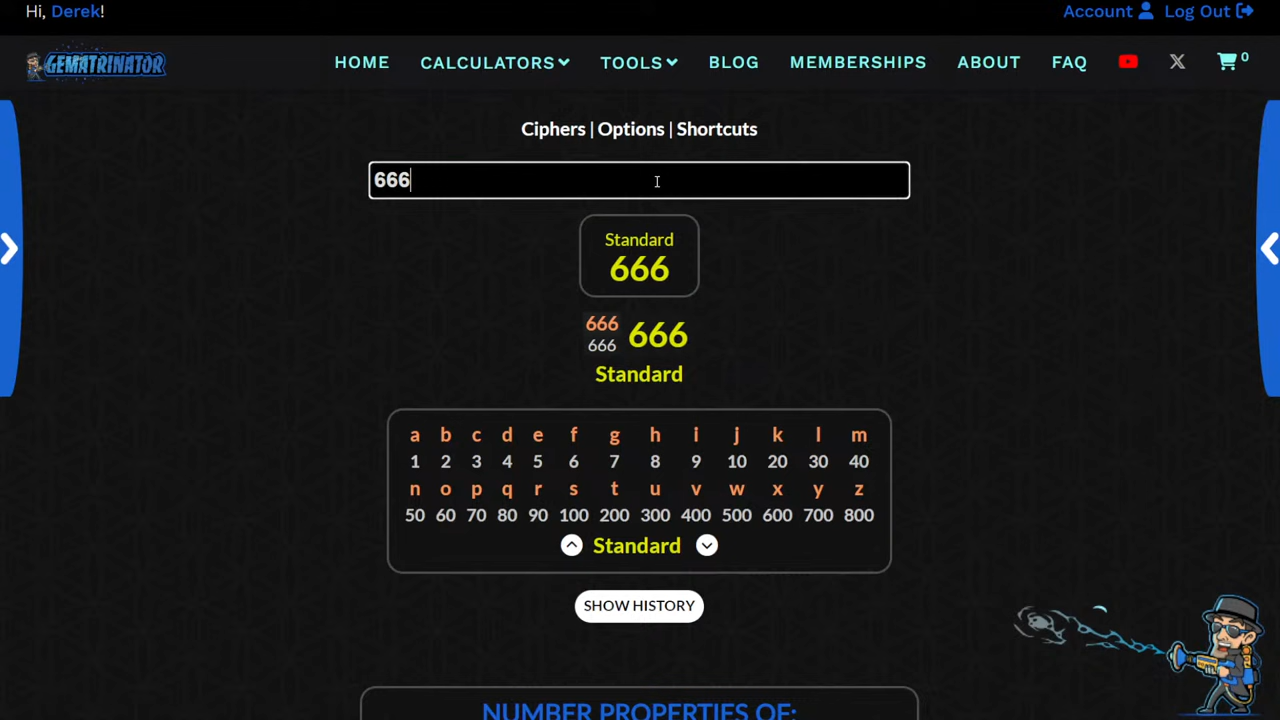 Hi, Derek!
Account Log Out
GEMATRINATOR HOME CALCULATORS TOOLS BLOG MEMBERSHIPS ABOUT FAQ X 0
Ciphers | Options | Shortcuts
666
Standard
666
666 666
666
Standard
a b c d e f g h i j k l m
1 2 3 4 5 6 7 8 9 10 20 30 40
n o p q r s t u v w x y z
50 60 70 80 90 100 200 300 400 500 600 700 800
Standard
SHOW HISTORY
NUMBER PROPERTIES OF: